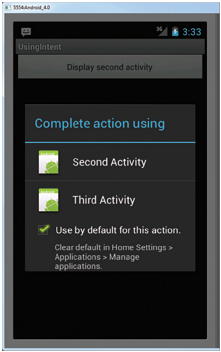 5554:Android_4.0
3:33
UsingIntent
Display second activity
Complete action using
Second Activity
Third Activity
Use by default for this action.
Clear default in Home Settings >
Applications > Manage
applications.